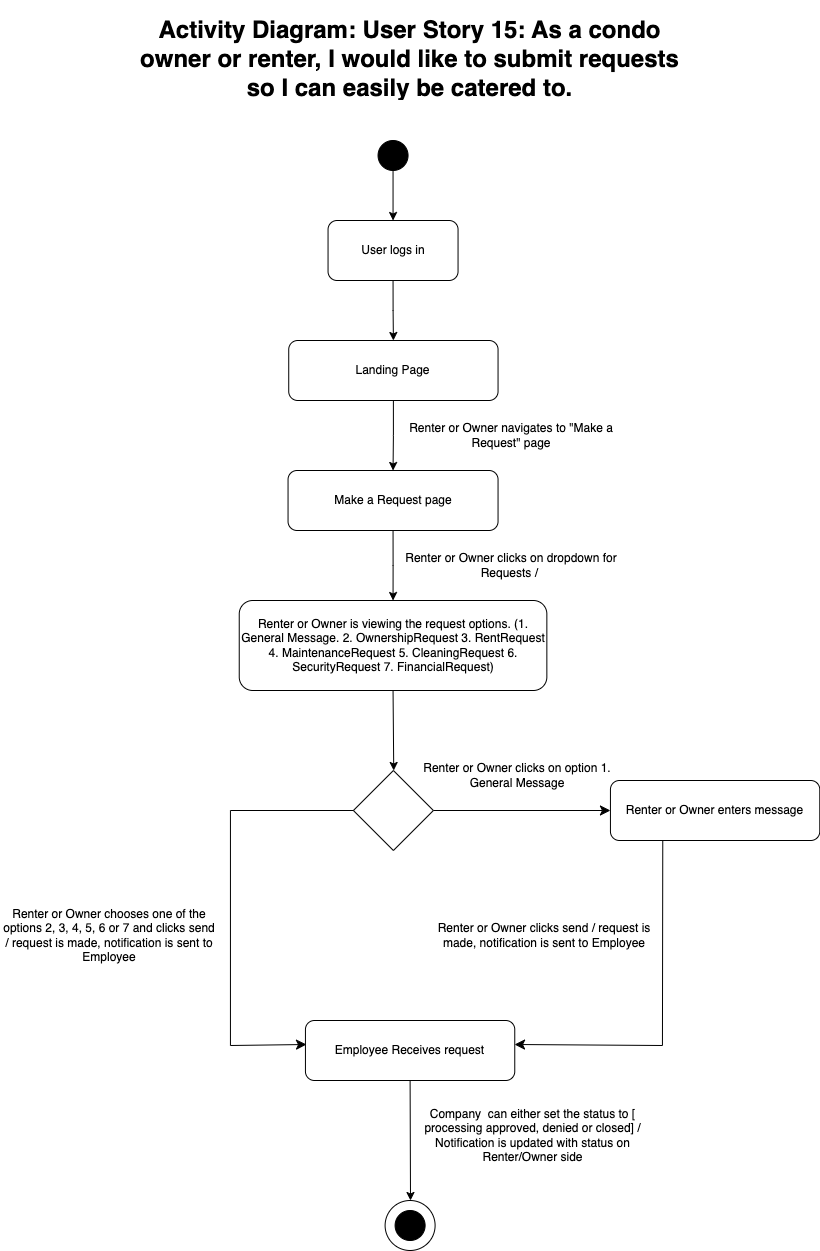 Activity Diagram: User Story 15: As a condo
owner or renter, I would like to submit requests
so I can easily be catered to.
User logs in
Landing Page
Renter or Owner navigates to "Make a
Request" page
Make a Request page
Renter or Owner clicks on dropdown for
Requests /
Renter or Owner is viewing the request options. (1.
General Message. 2. OwnershipRequest 3. RentRequest
4. MaintenanceRequest 5. CleaningRequest 6.
SecurityRequest 7. FinancialRequest)
Renter or Owner clicks on option 1.
General Message
Renter or Owner enters message
Renter or Owner chooses one of the
options 2, 3, 4, 5, 6 or 7 and clicks send
/ request is made, notification is sent to
Employee
Renter or Owner clicks send / request is
made, notification is sent to Employee
Employee Receives request
Company  can either set the status to [
processing approved, denied or closed] /
Notification is updated with status on
Renter/Owner side